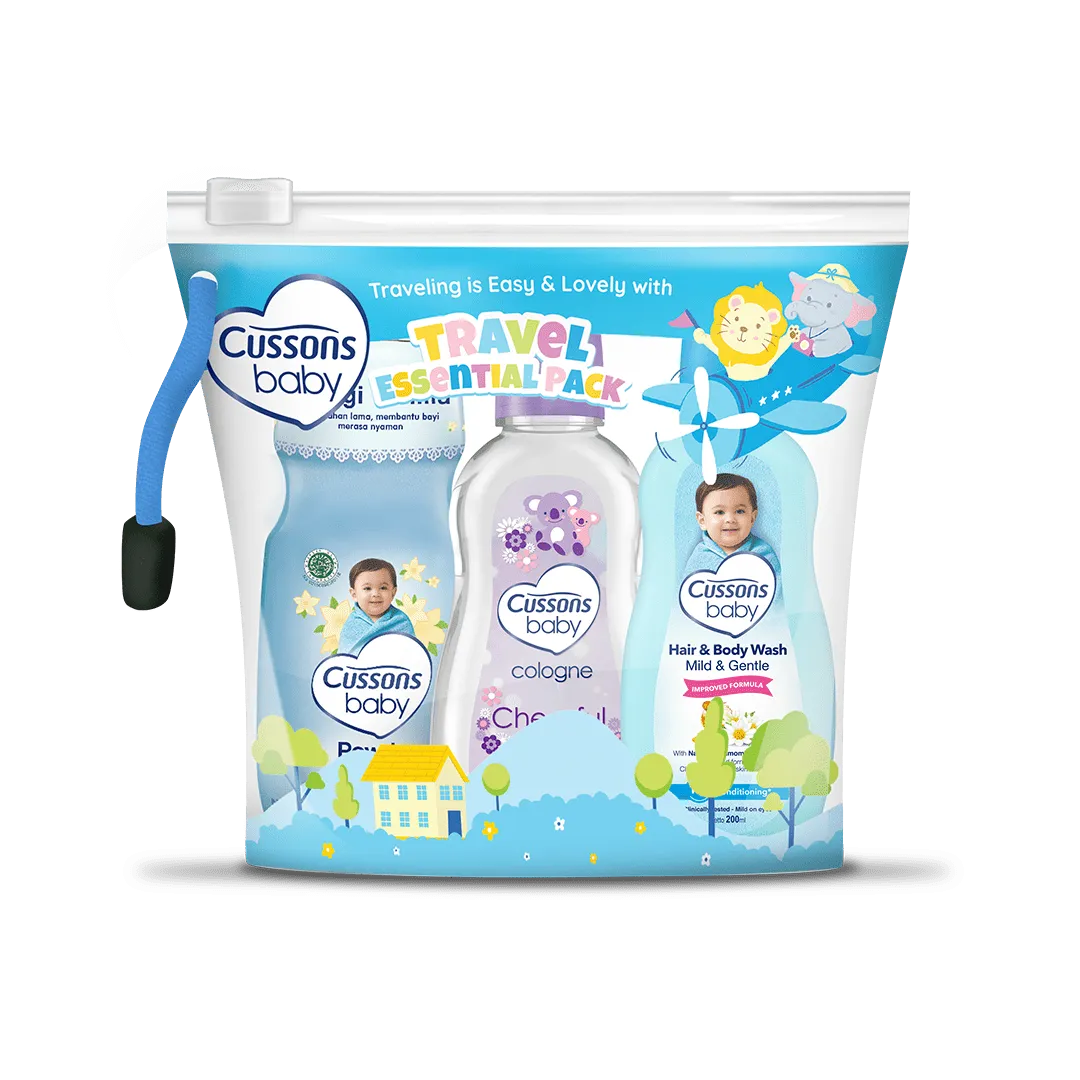 Traveling is Easy & Lovely with
TRAVEL
ESSENTIAL PACK
Cussons
baby
lama, membantu bayi
merasa nyaman
Cussons
baby
Cussons
baby
cologne
Cussons
baby
Hair & Body Wash
Mild & Gentle
IMPROVED FORMULA
With
200ml